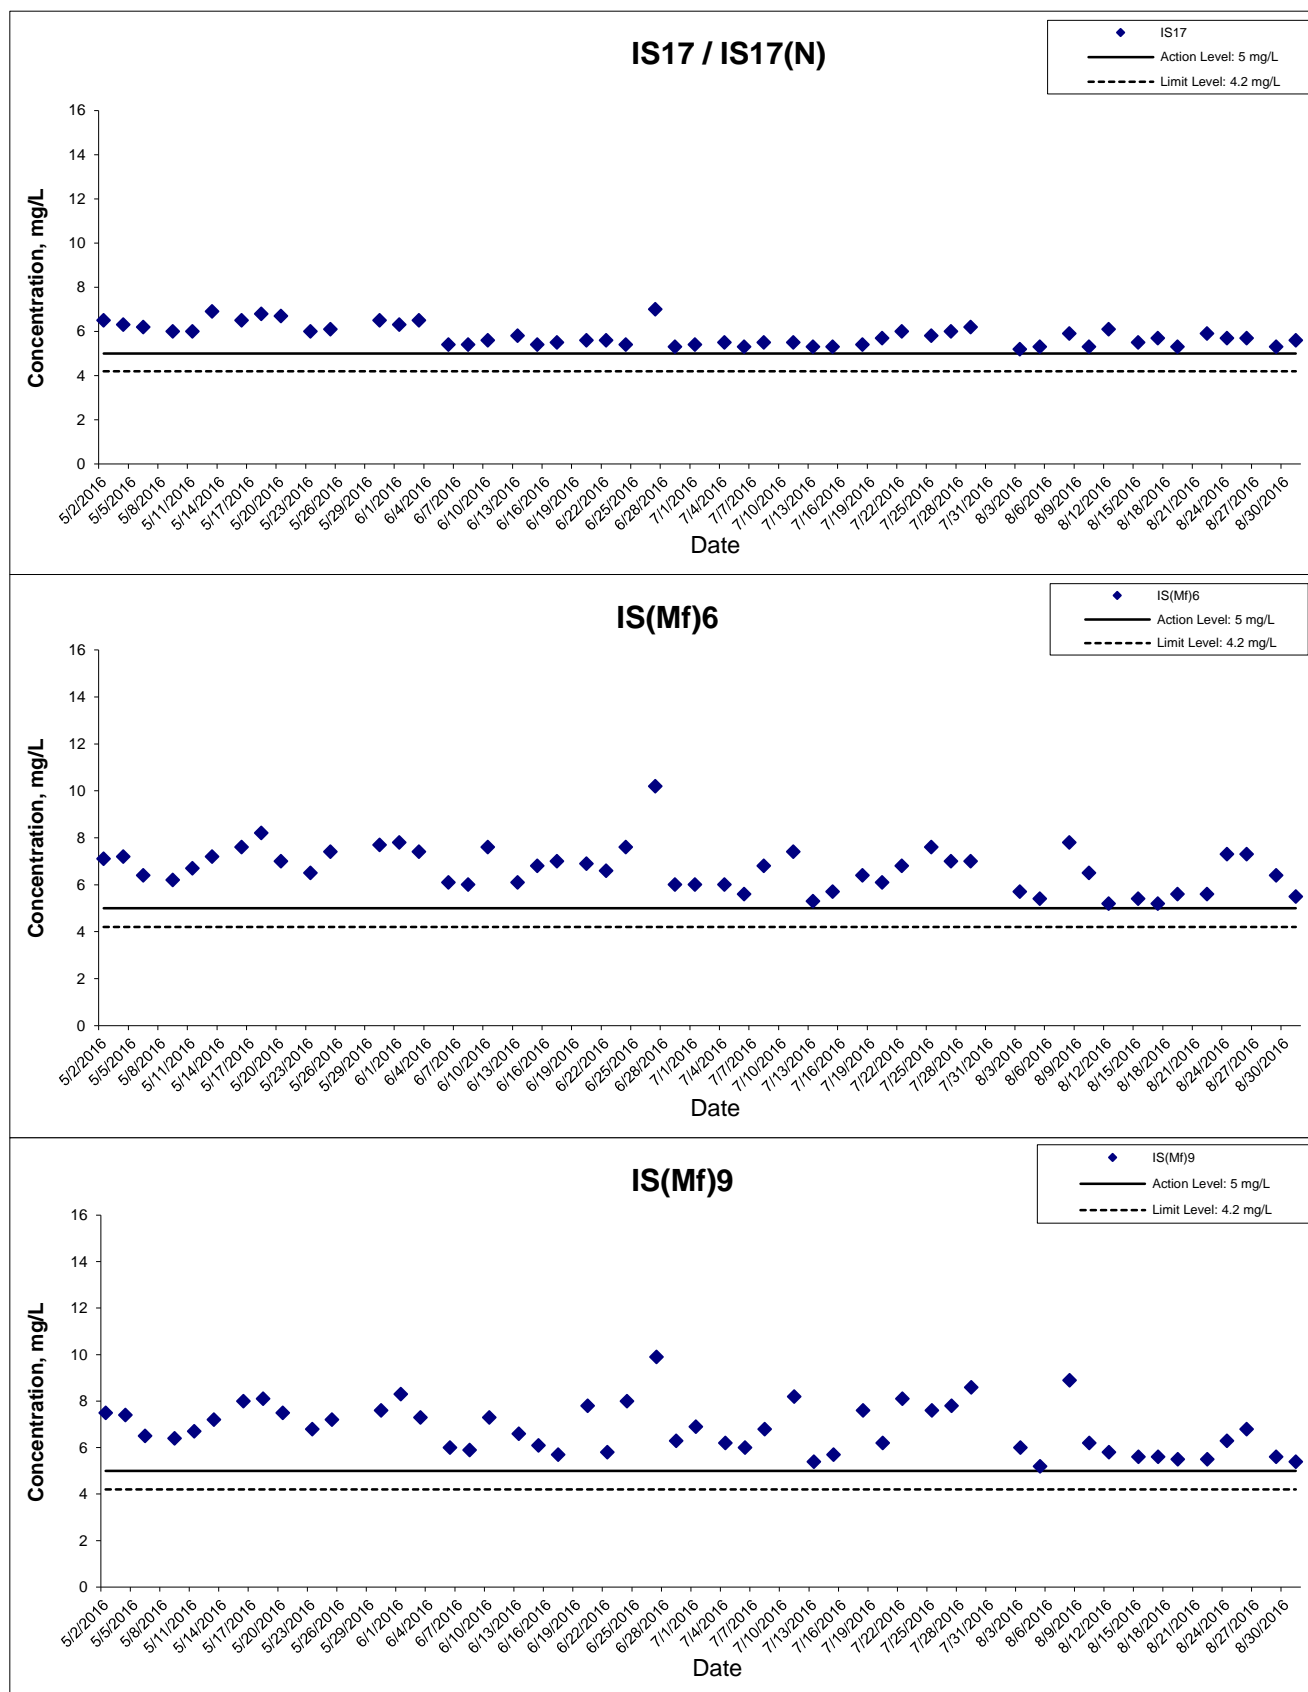 IS17 / IS17(N)
IS17
Action Level: 5 mg/L
Limit Level: 4.2 mg/L
Concentration, mg/L
16
14
12
10
8
6
4
2
0
5/2/2016 5/5/2016 5/8/2016 5/11/2016 5/14/2016 5/17/2016 5/20/2016 5/23/2016 5/26/2016 5/29/2016 6/1/2016 6/4/2016 6/7/2016 6/10/2016 6/13/2016 6/16/2016 6/19/2016 6/22/2016 6/25/2016 6/28/2016 7/1/2016 7/4/2016 7/7/2016 7/10/2016 7/13/2016 7/16/2016 7/19/2016 7/22/2016 7/25/2016 7/28/2016 7/31/2016 8/3/2016 8/6/2016 8/9/2016 8/12/2016 8/15/2016 8/18/2016 8/21/2016 8/24/2016 8/27/2016 8/30/2016
Date
IS(Mf)6
IS(Mf)6
Action Level: 5 mg/L
Limit Level: 4.2 mg/L
Concentration, mg/L
16
14
12
10
8
6
4
2
0
5/2/2016 5/5/2016 5/8/2016 5/11/2016 5/14/2016 5/17/2016 5/20/2016 5/23/2016 5/26/2016 5/29/2016 6/1/2016 6/4/2016 6/7/2016 6/10/2016 6/13/2016 6/16/2016 6/19/2016 6/22/2016 6/25/2016 6/28/2016 7/1/2016 7/4/2016 7/7/2016 7/10/2016 7/13/2016 7/16/2016 7/19/2016 7/22/2016 7/25/2016 7/28/2016 7/31/2016 8/3/2016 8/6/2016 8/9/2016 8/12/2016 8/15/2016 8/18/2016 8/21/2016 8/24/2016 8/27/2016 8/30/2016
Date
IS(Mf)9
IS(Mf)9
Action Level: 5 mg/L
Limit Level: 4.2 mg/L
Concentration, mg/L
16
14
12
10
8
6
4
2
0
5/2/2016 5/5/2016 5/8/2016 5/11/2016 5/14/2016 5/17/2016 5/20/2016 5/23/2016 5/26/2016 5/29/2016 6/1/2016 6/4/2016 6/7/2016 6/10/2016 6/13/2016 6/16/2016 6/19/2016 6/22/2016 6/25/2016 6/28/2016 7/1/2016 7/4/2016 7/7/2016 7/10/2016 7/13/2016 7/16/2016 7/19/2016 7/22/2016 7/25/2016 7/28/2016 7/31/2016 8/3/2016 8/6/2016 8/9/2016 8/12/2016 8/15/2016 8/18/2016 8/21/2016 8/24/2016 8/27/2016 8/30/2016
Date